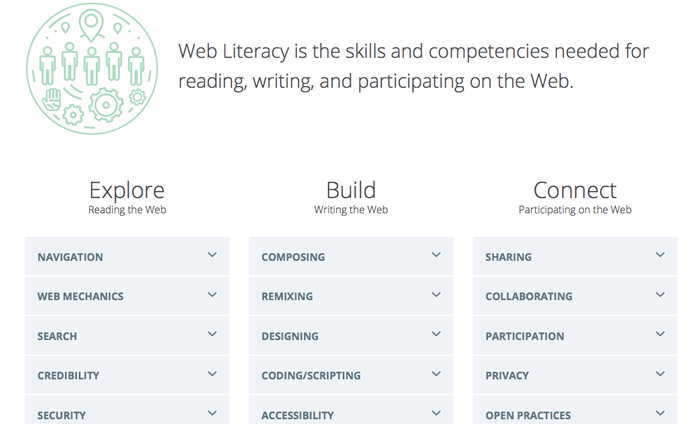 Web Literacy is the skills and competencies needed for
reading, writing, and participating on the Web.
Explore
Reading the Web
NAVIGATION
WEB MECHANICS
SEARCH
CREDIBILITY
SECURITY
Build
Writing the Web
COMPOSING
REMIXING
DESIGNING
CODING/SCRIPTING
ACCESSIBILITY
Connect
Participating on the Web
SHARING
COLLABORATING
PARTICIPATION
PRIVACY
OPEN PRACTICES